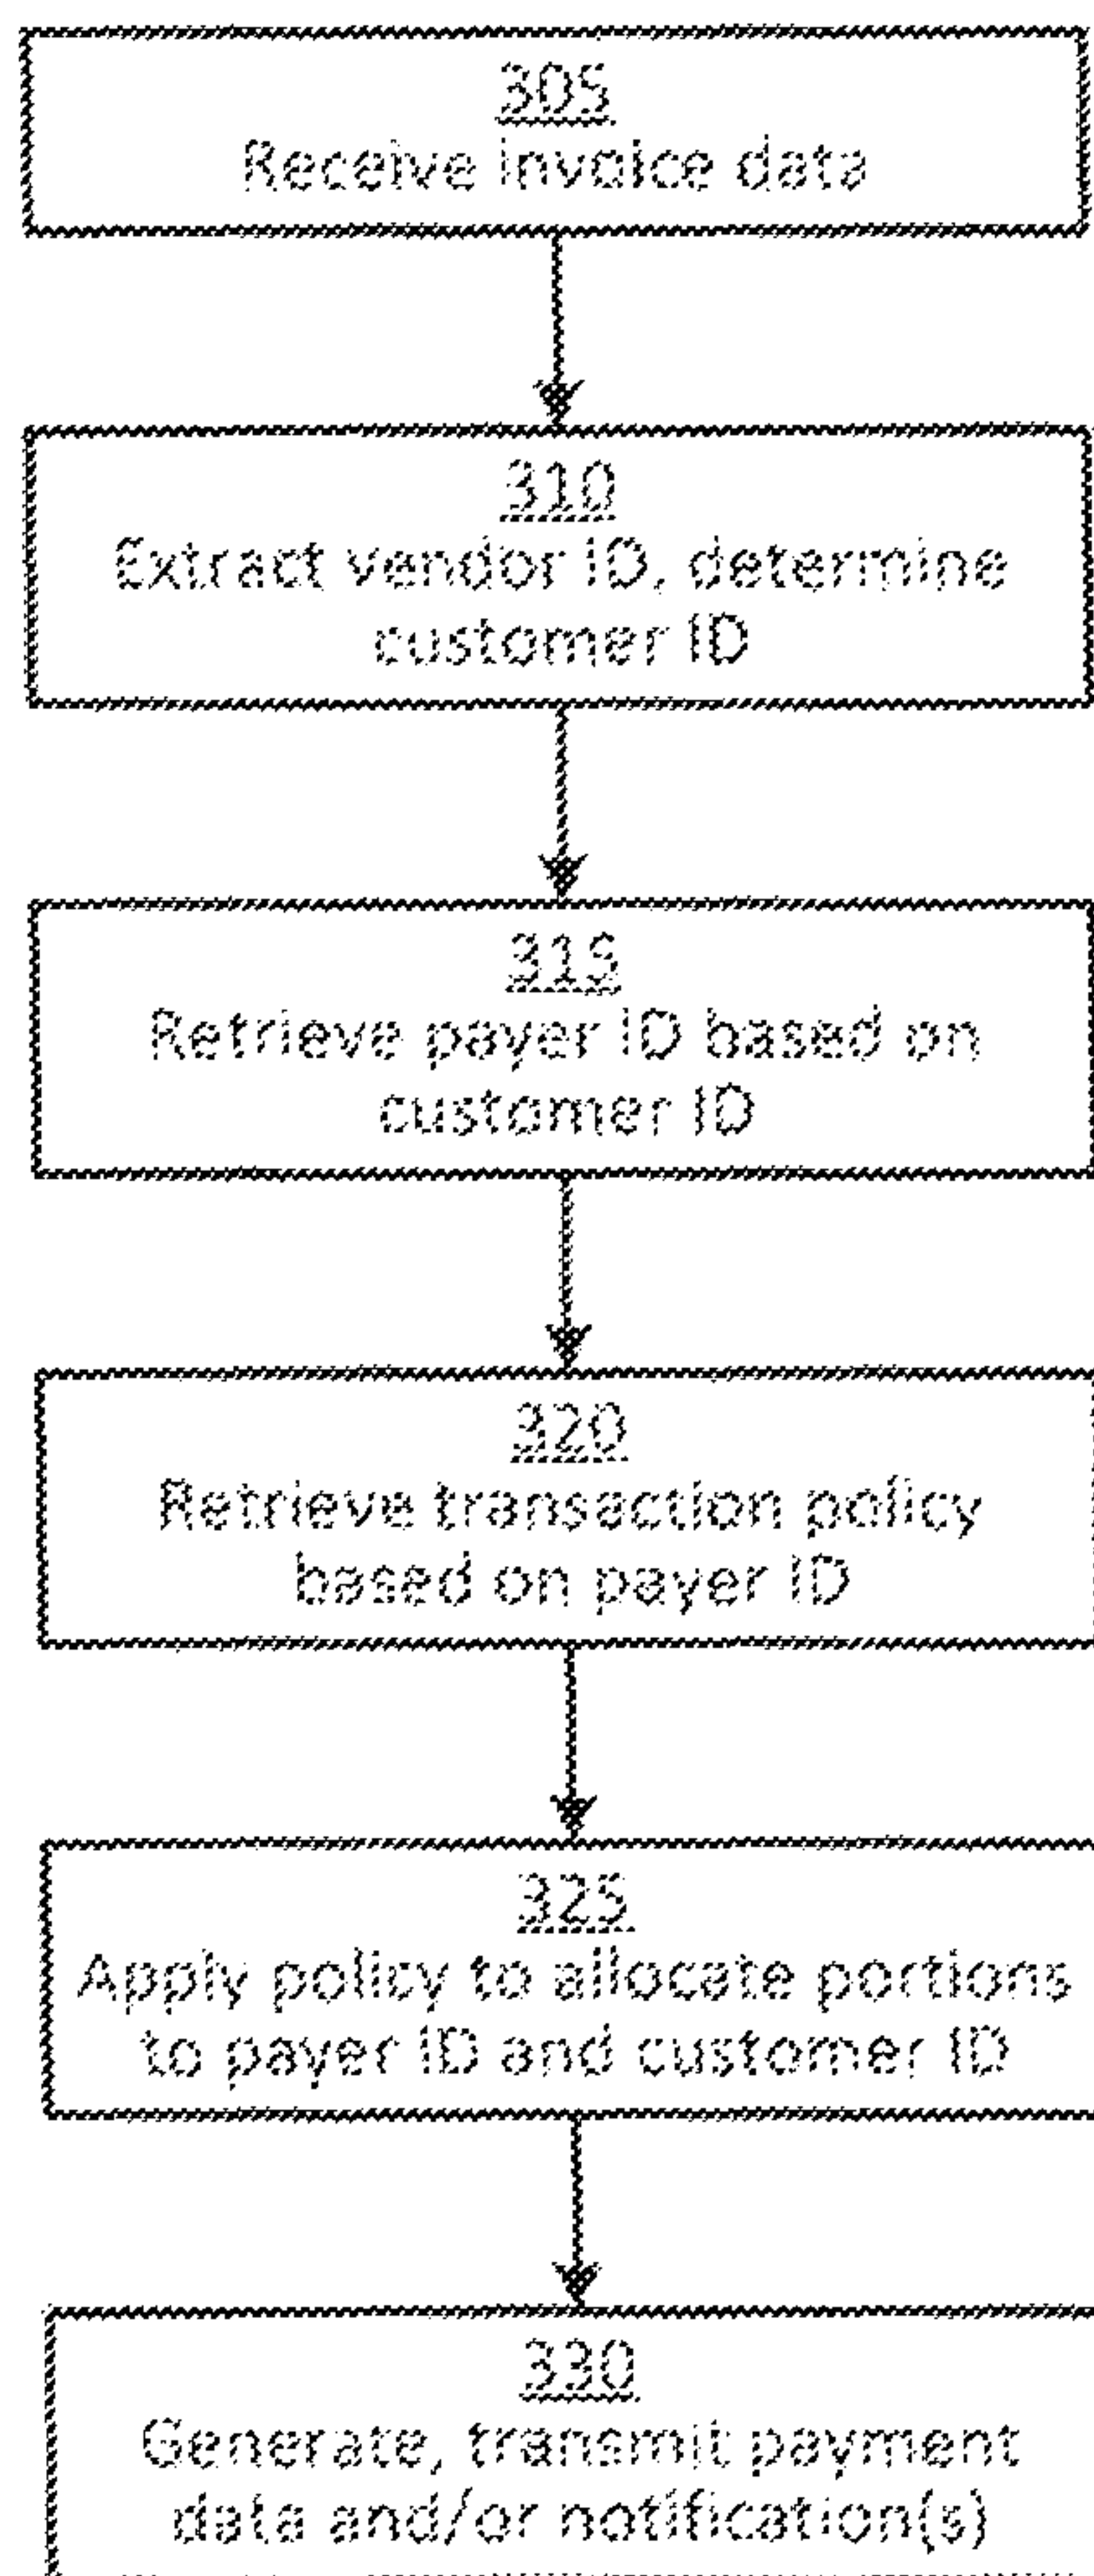 305
Receive invoice data
310
Extract vendor ID, determine
customer ID
315
Retrieve payer ID based on
customer ID
320
Retrieve transaction policy
based on payer ID
325
Apply policy to allocate portions
to payer ID and customer ID
330
Generate, transmit payment
data and/or notification(s)